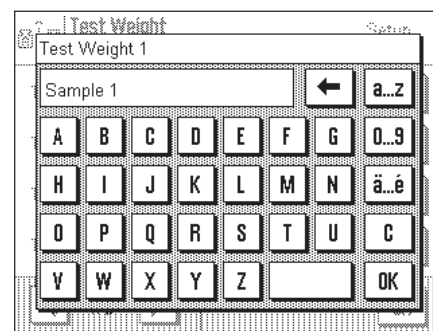 Test Weight Setup
Test Weight 1
Sample 1 a...z
A B C D E F G 0...9
H I J K L M N ä...é
O P Q R S T U C
V W X Y Z OK